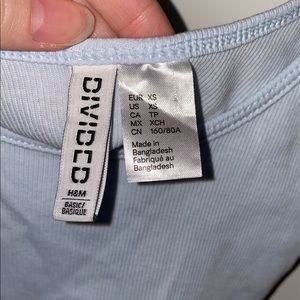 DIVIDED
H&M
BASIC/
BASIQUE
EUR XS
US XS
CA TP
MX XCH
CN 160/80A
Made in
Bangladesh
Fabriqué au
Bangladesh